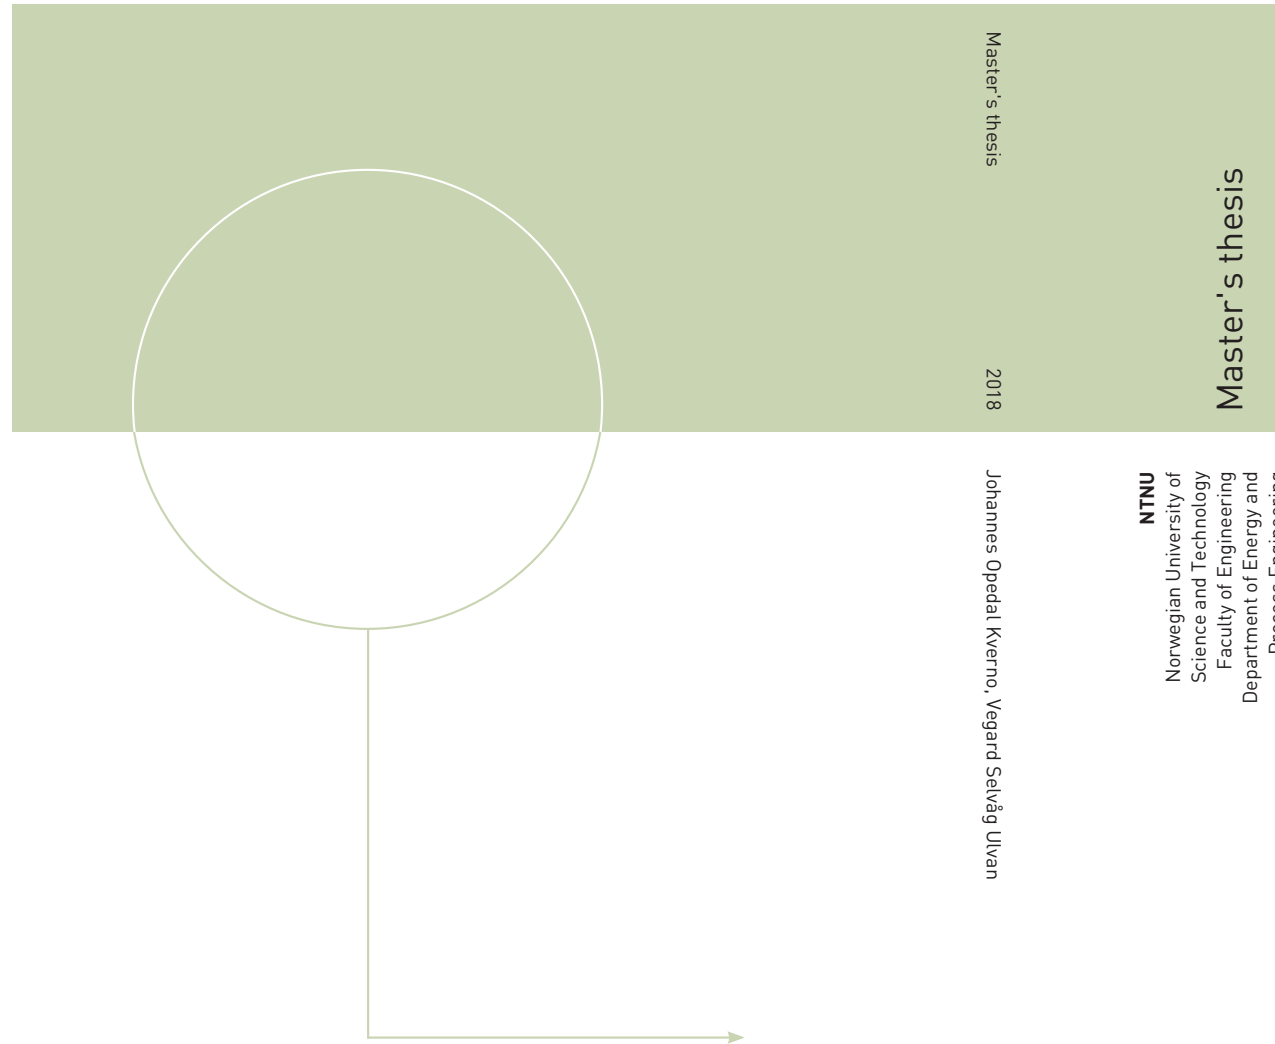 Master's thesis
2018
Johannes Opedal Kverno, Vegard Selvåg Ulvan
Master's thesis
NTNU
Norwegian University of
Science and Technology
Faculty of Engineering
Department of Energy and